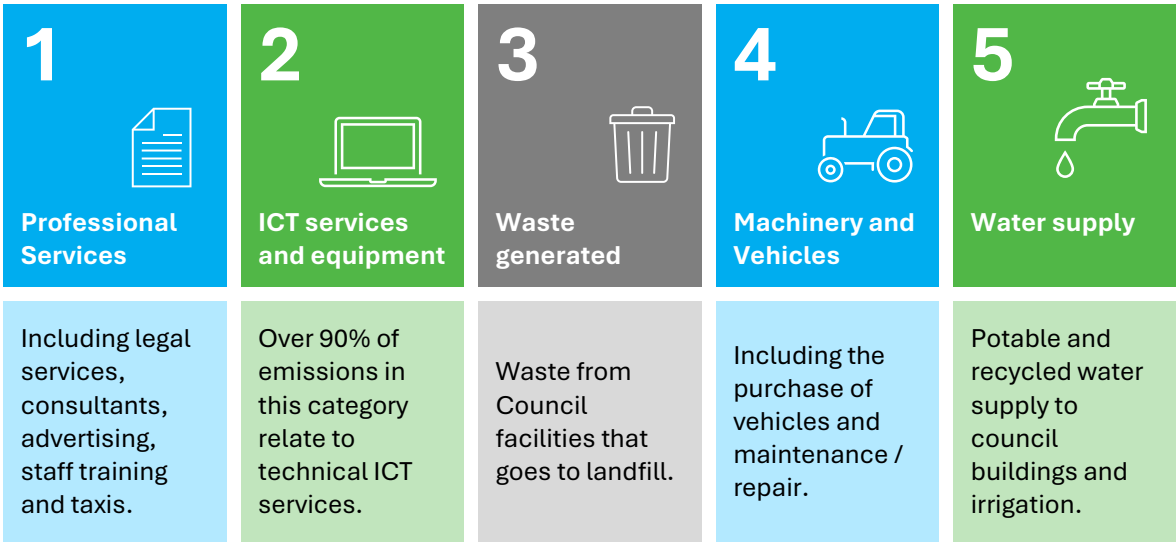 1
Professional
Services
Including legal
services,
consultants,
advertising,
staff training
and taxis.
2
ICT services
and equipment
Over 90% of
emissions in
this category
relate to
technical ICT
services.
3
Waste
generated
Waste from
Council
facilities that
goes to landfill.
4
Machinery and
Vehicles
Including the
purchase of
vehicles and
maintenance /
repair.
5
Water supply
Potable and
recycled water
supply to
council
buildings and
irrigation.